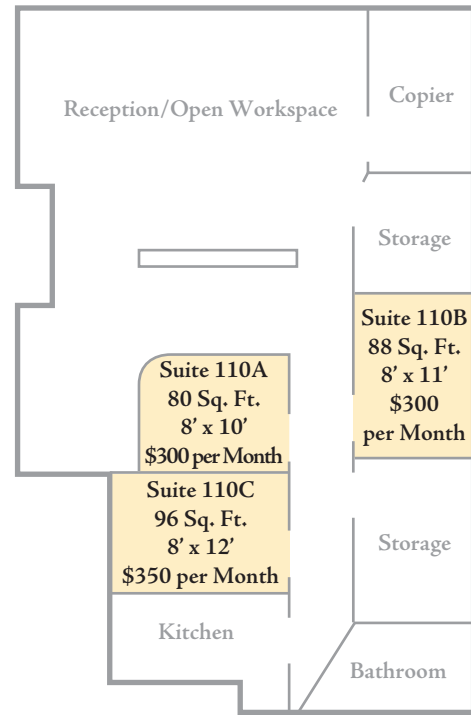 Reception/Open Workspace
Copier
Storage
Suite 110B
88 Sq. Ft.
8’ x 11’
$300
per Month
Suite 110A
80 Sq. Ft.
8’ x 10’
$300 per Month
Suite 110C
96 Sq. Ft.
8’ x 12’
$350 per Month
Storage
Kitchen
Bathroom